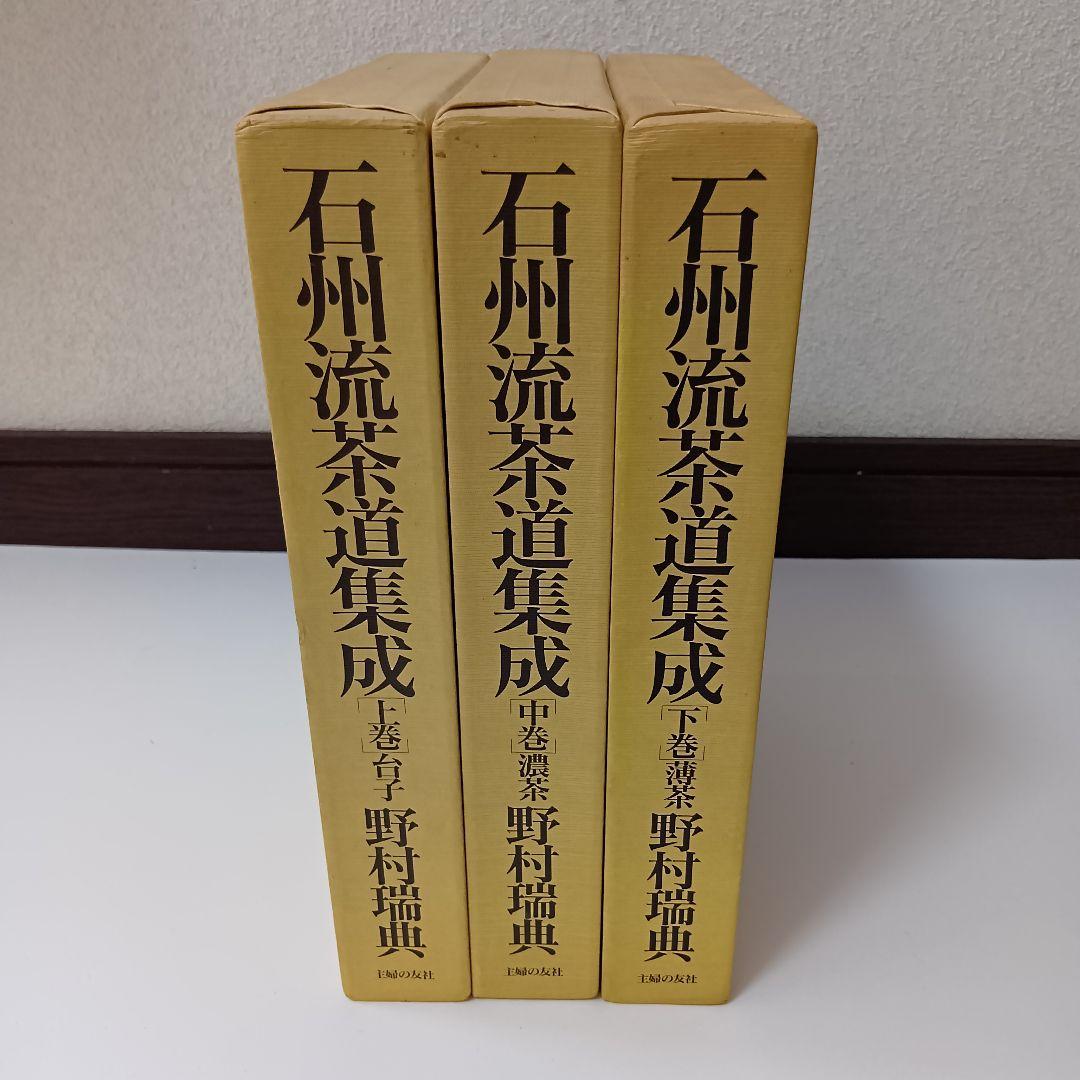 石州流茶道集成[上巻]台子 野村瑞典
主婦の友社
石州流茶道集成[中巻]濃茶 野村瑞典
主婦の友社
石州流茶道集成[下巻]薄茶 野村瑞典
主婦の友社